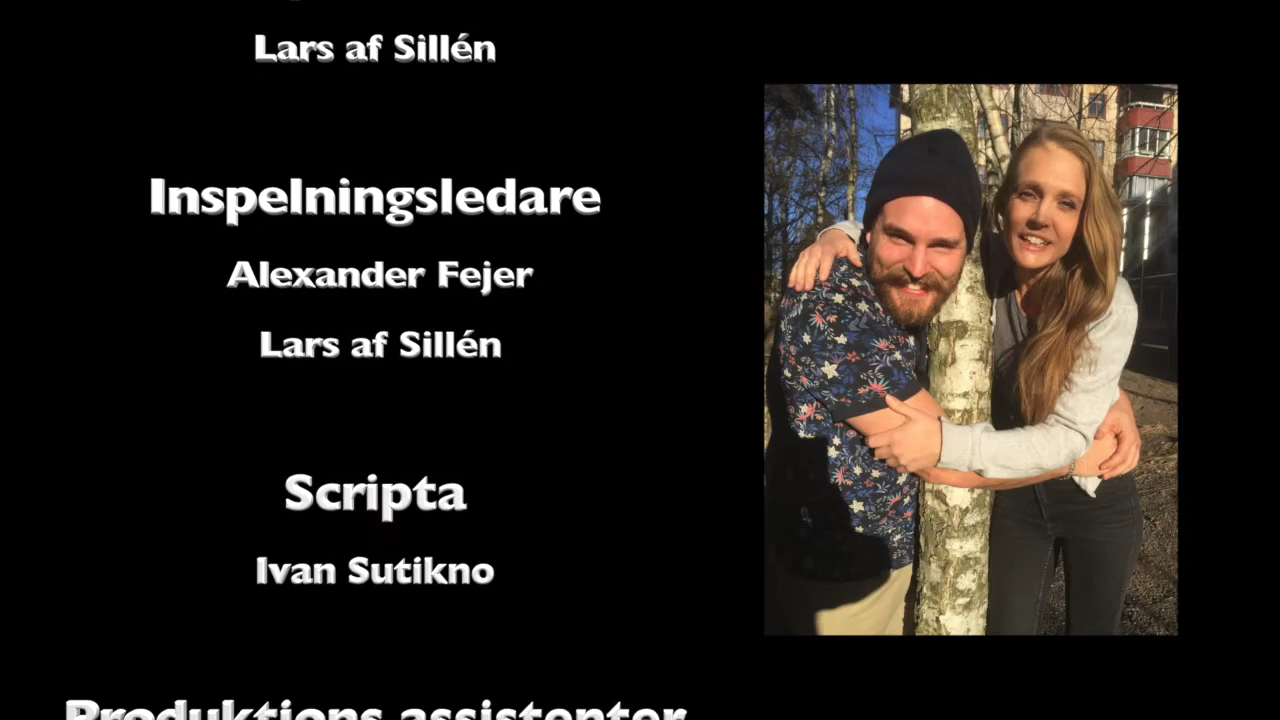 Lars af Sillén
Inspelningsledare
Alexander Fejer
Lars af Sillén
Scripta
Ivan Sutikno
Produktions assistenter